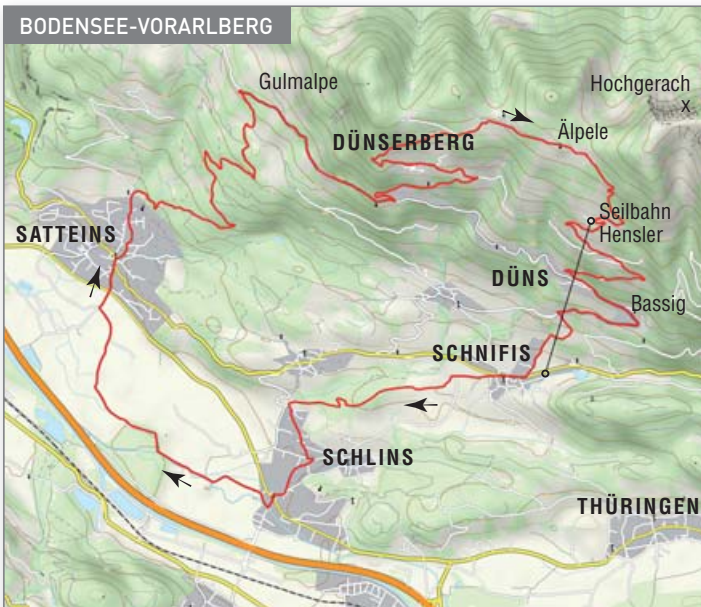 BODENSEE-VORARLBERG
Gulmalpe
Hochgerach
x
DÜNSERBERG
Älpele
SATTEINS
Seilbahn
Hensler
DÜNS
Bassig
SCHNIFIS
SCHLINS
THÜRINGEN